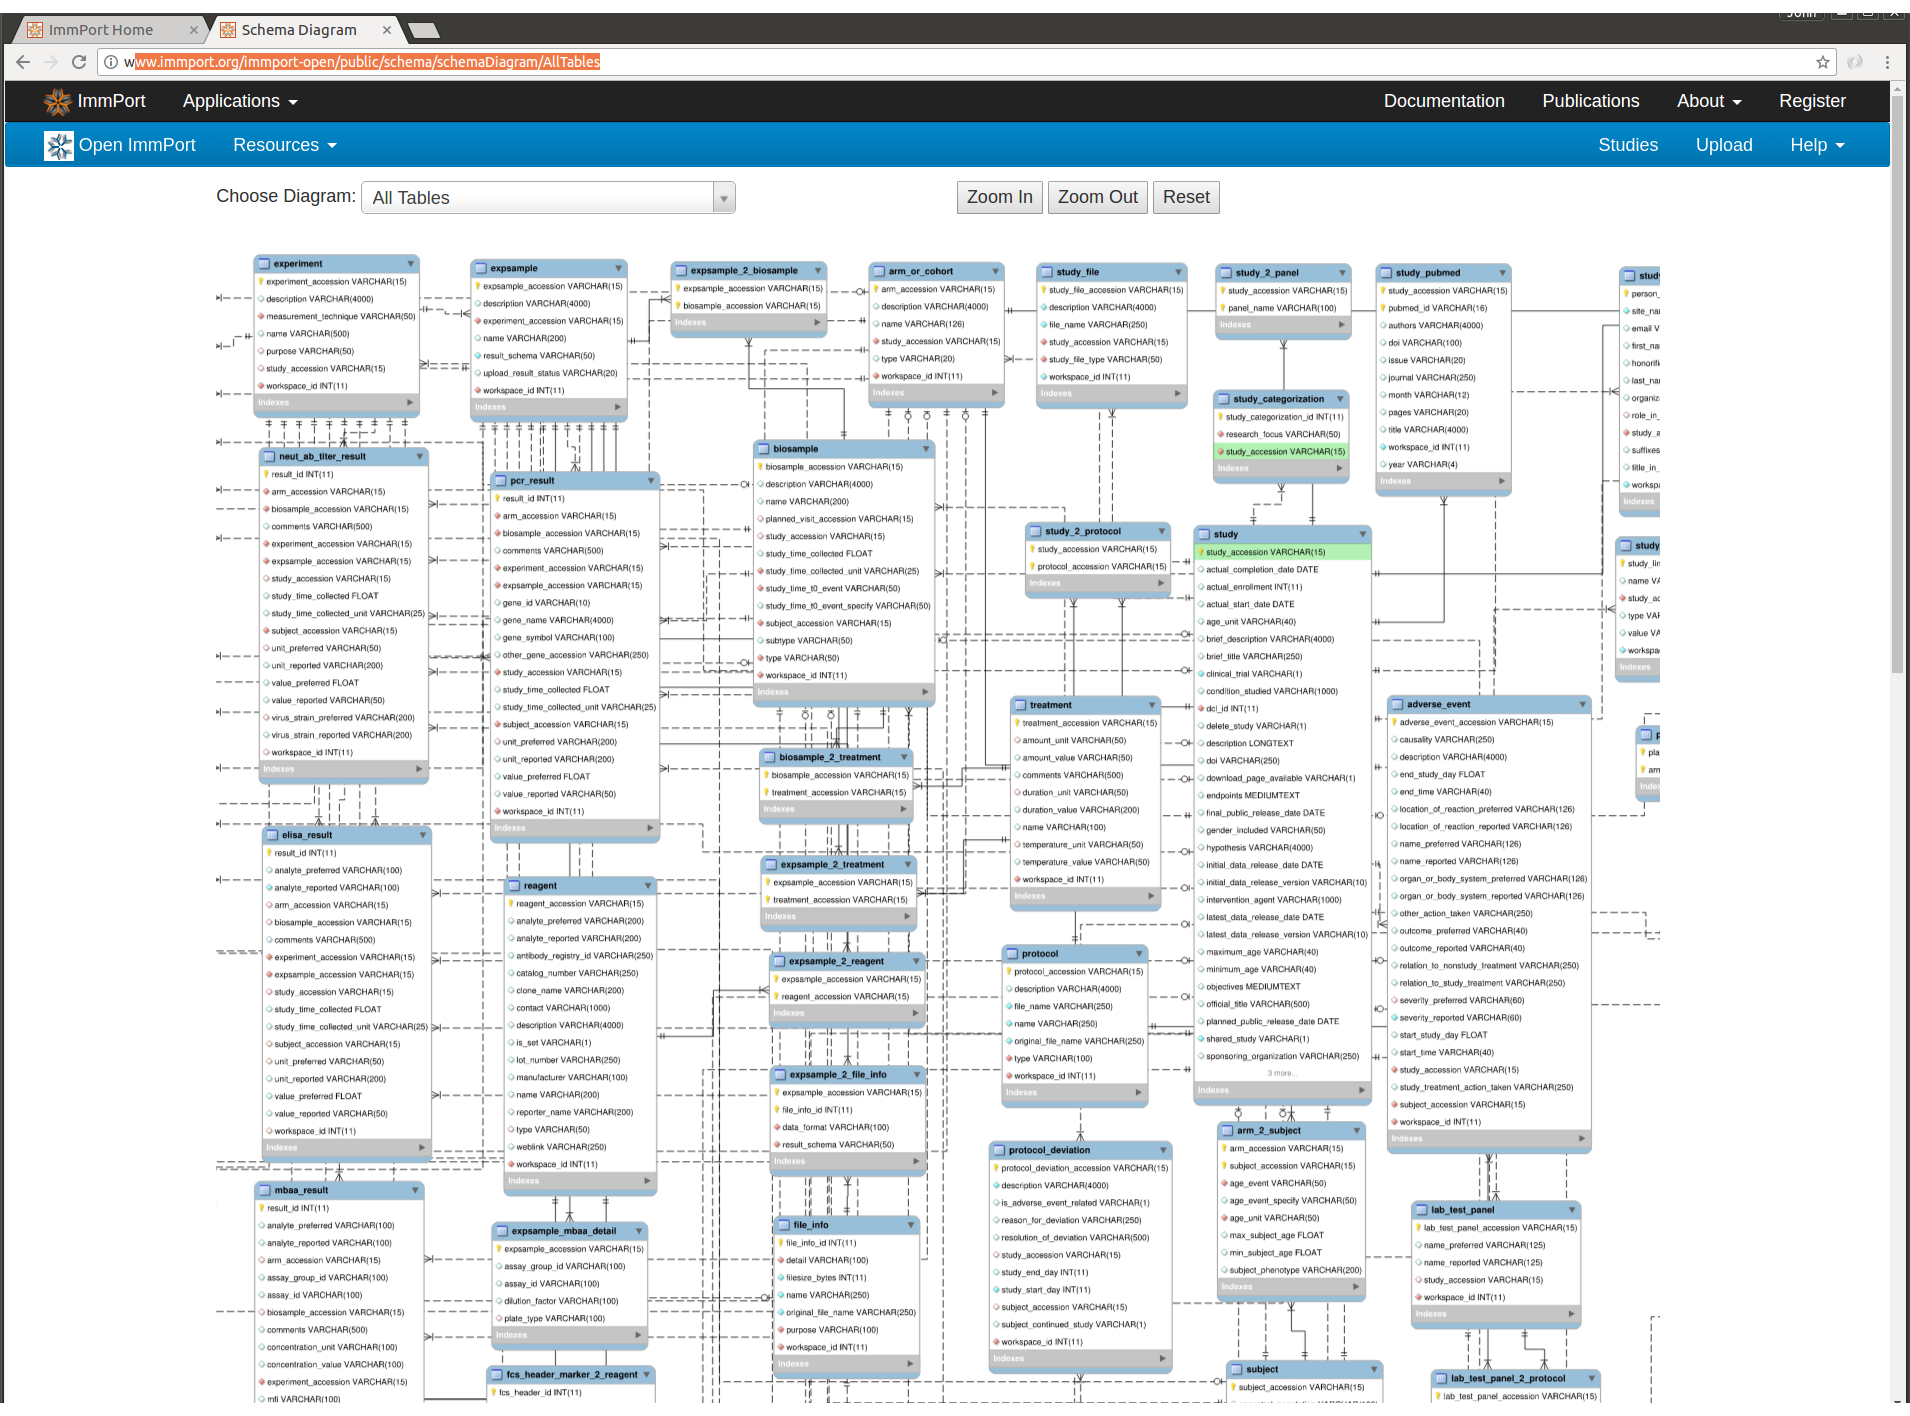 ImmPort Home
Schema Diagram
John
www.immport.org/immport-open/public/schema/schemaDiagram/AllTables
ImmPort
Applications
Documentation
Publications
About
Register
Open ImmPort
Resources
Studies
Upload
Help
Choose Diagram:
All Tables
Zoom In
Zoom Out
Reset
experiment
experiment_accession VARCHAR(15)
description VARCHAR(4000)
measurement_technique VARCHAR(50)
name VARCHAR(500)
purpose VARCHAR(50)
study_accession VARCHAR(15)
workspace_id INT(11)
Indexes
neut_ab_titer_result
result_id INT(11)
arm_accession VARCHAR(15)
biosample_accession VARCHAR(15)
comments VARCHAR(500)
experiment_accession VARCHAR(15)
expsample_accession VARCHAR(15)
study_accession VARCHAR(15)
study_time_collected FLOAT
study_time_collected_unit VARCHAR(25)
subject_accession VARCHAR(15)
unit_preferred VARCHAR(50)
unit_reported VARCHAR(200)
value_preferred FLOAT
value_reported VARCHAR(50)
virus_strain_preferred VARCHAR(200)
virus_strain_reported VARCHAR(200)
workspace_id INT(11)
Indexes
elisa_result
result_id INT(11)
analyte_preferred VARCHAR(100)
analyte_reported VARCHAR(100)
arm_accession VARCHAR(15)
biosample_accession VARCHAR(15)
comments VARCHAR(500)
experiment_accession VARCHAR(15)
expsample_accession VARCHAR(15)
study_accession VARCHAR(15)
study_time_collected FLOAT
study_time_collected_unit VARCHAR(25)
subject_accession VARCHAR(15)
unit_preferred VARCHAR(50)
unit_reported VARCHAR(200)
value_preferred FLOAT
value_reported VARCHAR(50)
workspace_id INT(11)
Indexes
mbaa_result
result_id INT(11)
analyte_preferred VARCHAR(100)
analyte_reported VARCHAR(100)
arm_accession VARCHAR(15)
assay_group_id VARCHAR(100)
assay_id VARCHAR(100)
biosample_accession VARCHAR(15)
comments VARCHAR(500)
concentration_unit VARCHAR(100)
concentration_value VARCHAR(100)
experiment_accession VARCHAR(15)
mfi VARCHAR(100)
expsample
expsample_accession VARCHAR(15)
description VARCHAR(4000)
experiment_accession VARCHAR(15)
name VARCHAR(200)
result_schema VARCHAR(50)
upload_result_status VARCHAR(20)
workspace_id INT(11)
Indexes
pcr_result
result_id INT(11)
arm_accession VARCHAR(15)
biosample_accession VARCHAR(15)
comments VARCHAR(500)
experiment_accession VARCHAR(15)
expsample_accession VARCHAR(15)
gene_id VARCHAR(10)
gene_name VARCHAR(4000)
gene_symbol VARCHAR(100)
other_gene_accession VARCHAR(250)
study_accession VARCHAR(15)
study_time_collected FLOAT
study_time_collected_unit VARCHAR(25)
subject_accession VARCHAR(15)
unit_preferred VARCHAR(200)
unit_reported VARCHAR(200)
value_preferred FLOAT
value_reported VARCHAR(50)
workspace_id INT(11)
Indexes
reagent
reagent_accession VARCHAR(15)
analyte_preferred VARCHAR(200)
analyte_reported VARCHAR(200)
antibody_registry_id VARCHAR(250)
catalog_number VARCHAR(250)
clone_name VARCHAR(200)
contact VARCHAR(1000)
description VARCHAR(4000)
is_set VARCHAR(1)
lot_number VARCHAR(250)
manufacturer VARCHAR(100)
name VARCHAR(200)
reporter_name VARCHAR(200)
type VARCHAR(50)
weblink VARCHAR(250)
workspace_id INT(11)
Indexes
expsample_mbaa_detail
expsample_accession VARCHAR(15)
assay_group_id VARCHAR(100)
assay_id VARCHAR(100)
dilution_factor VARCHAR(100)
plate_type VARCHAR(100)
Indexes
fcs_header_marker_2_reagent
fcs_header_id INT(11)
expsample_2_biosample
expsample_accession VARCHAR(15)
biosample_accession VARCHAR(15)
Indexes
biosample
biosample_accession VARCHAR(15)
description VARCHAR(4000)
name VARCHAR(200)
planned_visit_accession VARCHAR(15)
study_accession VARCHAR(15)
study_time_collected FLOAT
study_time_collected_unit VARCHAR(25)
study_time_t0_event VARCHAR(50)
study_time_t0_event_specify VARCHAR(50)
subject_accession VARCHAR(15)
subtype VARCHAR(50)
type VARCHAR(50)
workspace_id INT(11)
Indexes
biosample_2_treatment
biosample_accession VARCHAR(15)
treatment_accession VARCHAR(15)
Indexes
expsample_2_treatment
expsample_accession VARCHAR(15)
treatment_accession VARCHAR(15)
Indexes
expsample_2_reagent
expsample_accession VARCHAR(15)
reagent_accession VARCHAR(15)
Indexes
expsample_2_file_info
expsample_accession VARCHAR(15)
file_info_id INT(11)
data_format VARCHAR(100)
result_schema VARCHAR(50)
Indexes
file_info
file_info_id INT(11)
detail VARCHAR(100)
filesize_bytes INT(11)
name VARCHAR(250)
original_file_name VARCHAR(250)
purpose VARCHAR(100)
workspace_id INT(11)
Indexes
arm_or_cohort
arm_accession VARCHAR(15)
description VARCHAR(4000)
name VARCHAR(126)
study_accession VARCHAR(15)
type VARCHAR(20)
workspace_id INT(11)
Indexes
study_file
study_file_accession VARCHAR(15)
description VARCHAR(4000)
file_name VARCHAR(250)
study_accession VARCHAR(15)
study_file_type VARCHAR(50)
workspace_id INT(11)
Indexes
study_2_protocol
study_accession VARCHAR(15)
protocol_accession VARCHAR(15)
Indexes
treatment
treatment_accession VARCHAR(15)
amount_unit VARCHAR(50)
amount_value VARCHAR(50)
comments VARCHAR(500)
duration_unit VARCHAR(50)
duration_value VARCHAR(200)
name VARCHAR(100)
temperature_unit VARCHAR(50)
temperature_value VARCHAR(50)
workspace_id INT(11)
Indexes
protocol
protocol_accession VARCHAR(15)
description VARCHAR(4000)
file_name VARCHAR(250)
name VARCHAR(250)
original_file_name VARCHAR(250)
type VARCHAR(100)
workspace_id INT(11)
Indexes
protocol_deviation
protocol_deviation_accession VARCHAR(15)
description VARCHAR(4000)
is_adverse_event_related VARCHAR(1)
reason_for_deviation VARCHAR(250)
resolution_of_deviation VARCHAR(500)
study_accession VARCHAR(15)
study_end_day INT(11)
study_start_day INT(11)
subject_accession VARCHAR(15)
subject_continued_study VARCHAR(1)
workspace_id INT(11)
Indexes
study_2_panel
study_accession VARCHAR(15)
panel_name VARCHAR(100)
Indexes
study_categorization
study_categorization_id INT(11)
research_focus VARCHAR(50)
study_accession VARCHAR(15)
Indexes
study
study_accession VARCHAR(15)
actual_completion_date DATE
actual_enrollment INT(11)
actual_start_date DATE
age_unit VARCHAR(40)
brief_description VARCHAR(4000)
brief_title VARCHAR(250)
clinical_trial VARCHAR(1)
condition_studied VARCHAR(1000)
dcl_id INT(11)
delete_study VARCHAR(1)
description LONGTEXT
doi VARCHAR(250)
download_page_available VARCHAR(1)
endpoints MEDIUMTEXT
final_public_release_date DATE
gender_included VARCHAR(50)
hypothesis VARCHAR(4000)
initial_data_release_date DATE
initial_data_release_version VARCHAR(10)
intervention_agent VARCHAR(1000)
latest_data_release_date DATE
latest_data_release_version VARCHAR(10)
maximum_age VARCHAR(40)
minimum_age VARCHAR(40)
objectives MEDIUMTEXT
official_title VARCHAR(500)
planned_public_release_date DATE
shared_study VARCHAR(1)
sponsoring_organization VARCHAR(250)
3 more...
Indexes
arm_2_subject
arm_accession VARCHAR(15)
subject_accession VARCHAR(15)
age_event VARCHAR(50)
age_event_specify VARCHAR(50)
age_unit VARCHAR(50)
max_subject_age FLOAT
min_subject_age FLOAT
subject_phenotype VARCHAR(200)
Indexes
subject
subject_accession VARCHAR(15)
study_pubmed
study_accession VARCHAR(15)
pubmed_id VARCHAR(16)
authors VARCHAR(4000)
doi VARCHAR(100)
issue VARCHAR(20)
journal VARCHAR(250)
month VARCHAR(12)
pages VARCHAR(20)
title VARCHAR(4000)
workspace_id INT(11)
year VARCHAR(4)
Indexes
adverse_event
adverse_event_accession VARCHAR(15)
causality VARCHAR(250)
description VARCHAR(4000)
end_study_day FLOAT
end_time VARCHAR(40)
location_of_reaction_preferred VARCHAR(126)
location_of_reaction_reported VARCHAR(126)
name_preferred VARCHAR(126)
name_reported VARCHAR(126)
organ_or_body_system_preferred VARCHAR(126)
organ_or_body_system_reported VARCHAR(126)
other_action_taken VARCHAR(250)
outcome_preferred VARCHAR(40)
outcome_reported VARCHAR(40)
relation_to_nonstudy_treatment VARCHAR(250)
relation_to_study_treatment VARCHAR(250)
severity_preferred VARCHAR(60)
severity_reported VARCHAR(60)
start_study_day FLOAT
start_time VARCHAR(40)
study_accession VARCHAR(15)
study_treatment_action_taken VARCHAR(250)
subject_accession VARCHAR(15)
workspace_id INT(11)
Indexes
lab_test_panel
lab_test_panel_accession VARCHAR(15)
name_preferred VARCHAR(125)
name_reported VARCHAR(125)
study_accession VARCHAR(15)
workspace_id INT(11)
Indexes
lab_test_panel_2_protocol
lab_test_panel_accession VARCHAR(15)
study
person_
site_na
email V
first_na
honorifi
last_na
organiz
role_in_
study_a
suffixes
title_in_
workspa
Indexes
study
study_lin
name VA
study_ac
type VAR
value VA
workspa
Indexes
p
pla
arm
Index